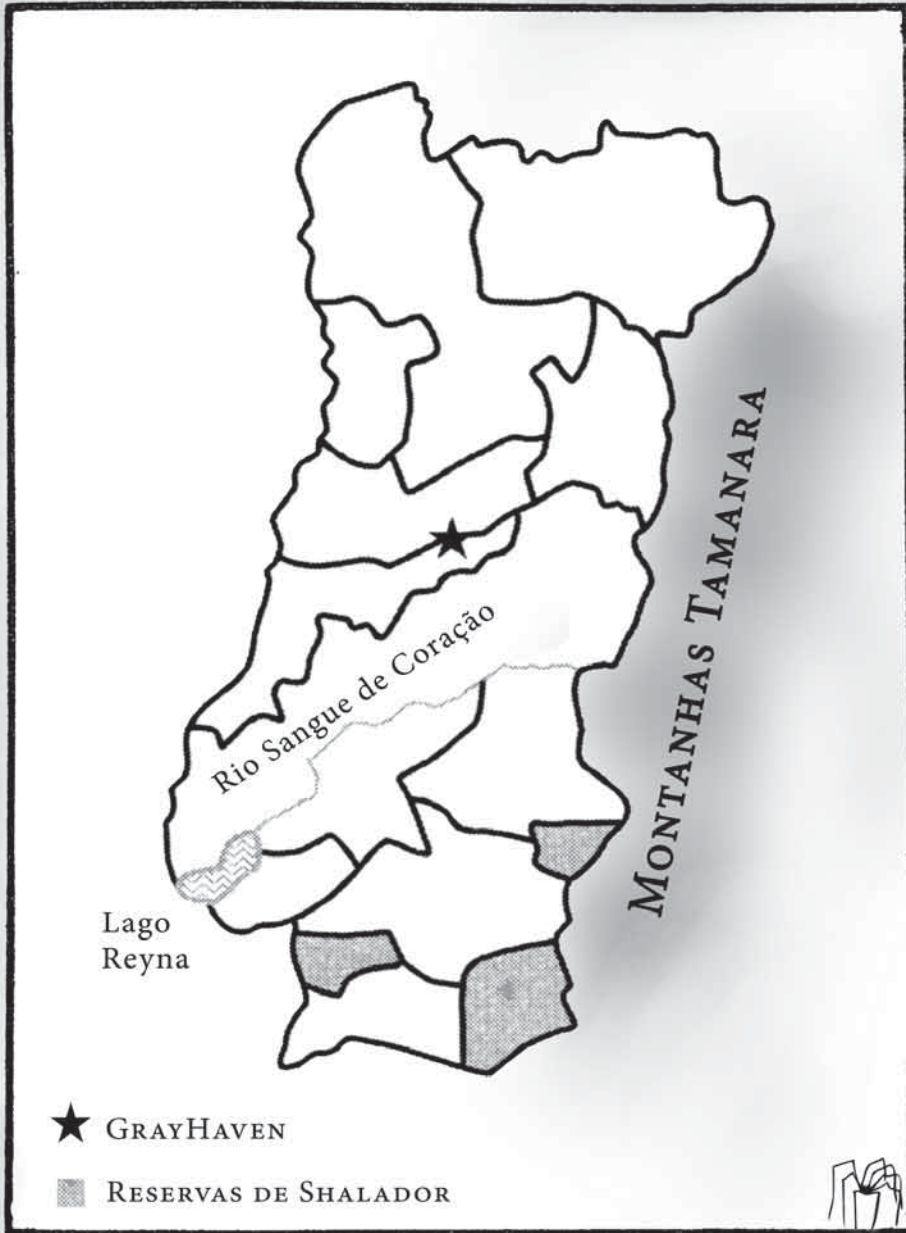 Montanhas Tamanara
Rio Sangue de Coração
Lago
Reyna
GrayHaven
Reservas de Shalador